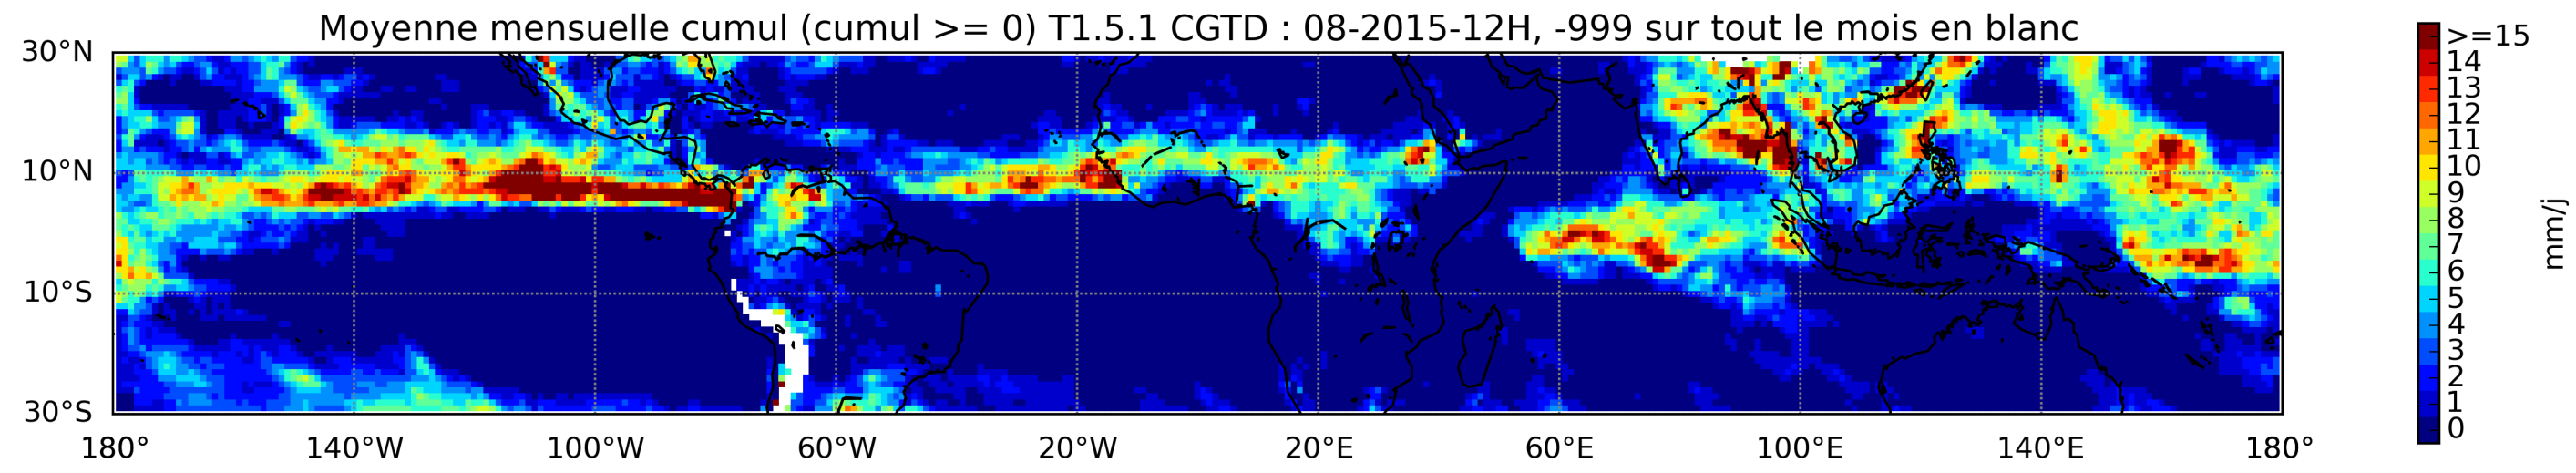 Moyenne mensuelle cumul (cumul >= 0) T1.5.1 CGTD : 08-2015-12H, -999 sur tout le mois en blanc
30°N
10°N
10°S
30°S
180° 140°W 100°W 60°W 20°W 20°E 60°E 100°E 140°E 180°
>=15
14
13
12
11
10
9
8
7
6
5
4
3
2
1
0
mm/j